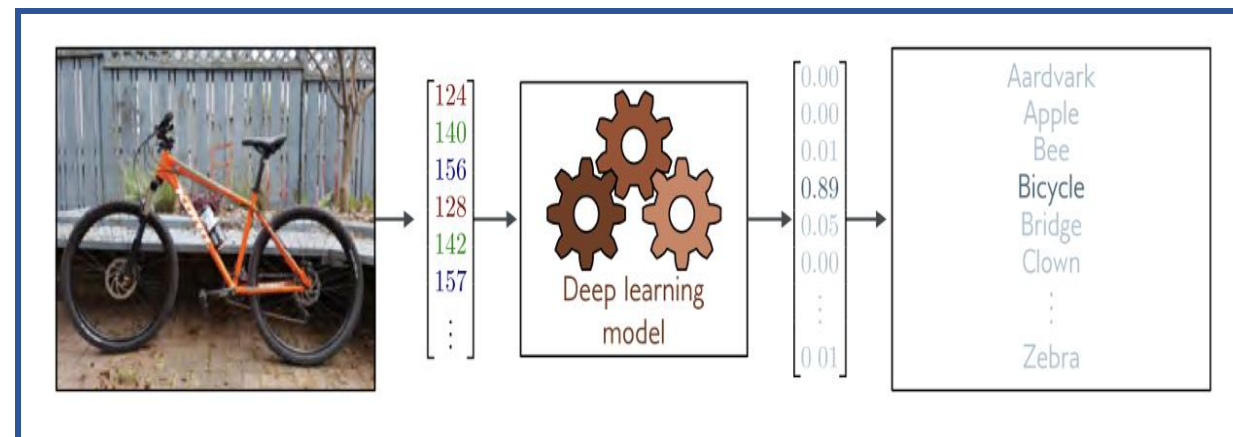 124
140
156
128
142
157
⋮
Deep learning
model
0.00
0.00
0.01
0.89
0.05
0.00
⋮
0 01
Aardvark
Apple
Bee
Bicycle
Bridge
Clown
⋮
Zebra